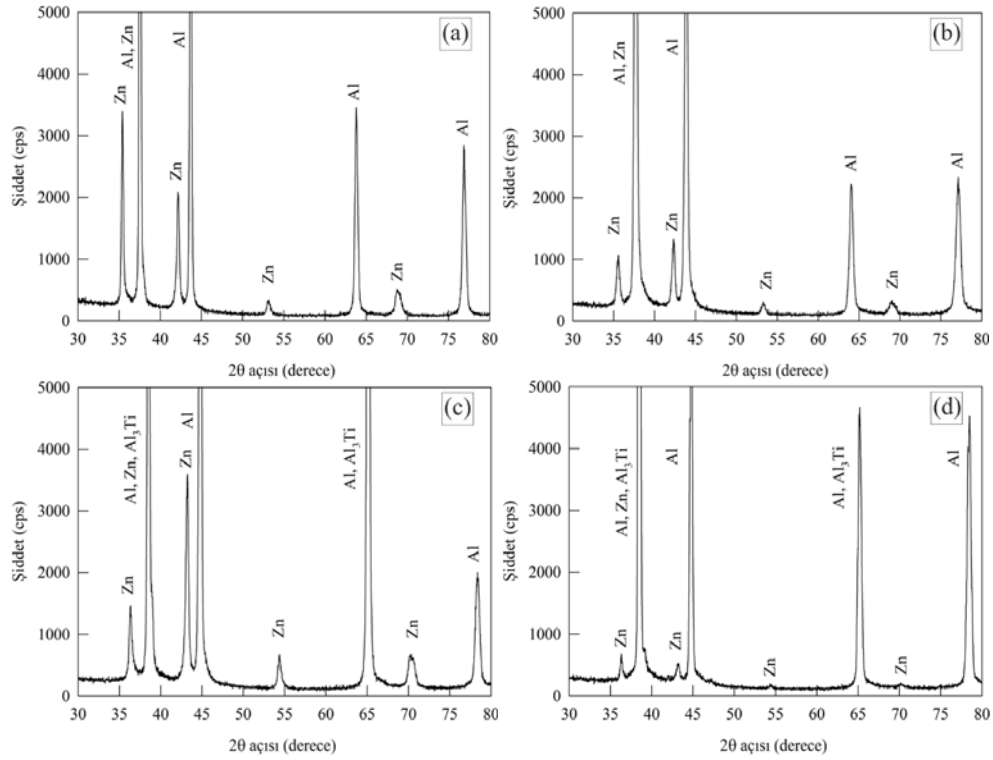 (a)
Şiddet (cps)
5000
4000
3000
2000
1000
0
Zn
Al, Zn
Zn
Al
Zn
Al
Zn
Al
30 35 40 45 50 55 60 65 70 75 80
2θ açısı (derece)
(b)
Şiddet (cps)
5000
4000
3000
2000
1000
0
Zn
Al, Zn
Zn
Al
Zn
Al
Zn
Al
30 35 40 45 50 55 60 65 70 75 80
2θ açısı (derece)
(c)
Şiddet (cps)
5000
4000
3000
2000
1000
0
Zn
Al, Zn, Al₃Ti
Zn
Al
Zn
Al, Al₃Ti
Zn
Al
30 35 40 45 50 55 60 65 70 75 80
2θ açısı (derece)
(d)
Şiddet (cps)
5000
4000
3000
2000
1000
0
Zn
Al, Zn, Al₃Ti
Zn
Al
Zn
Al, Al₃Ti
Zn
Al
30 35 40 45 50 55 60 65 70 75 80
2θ açısı (derece)